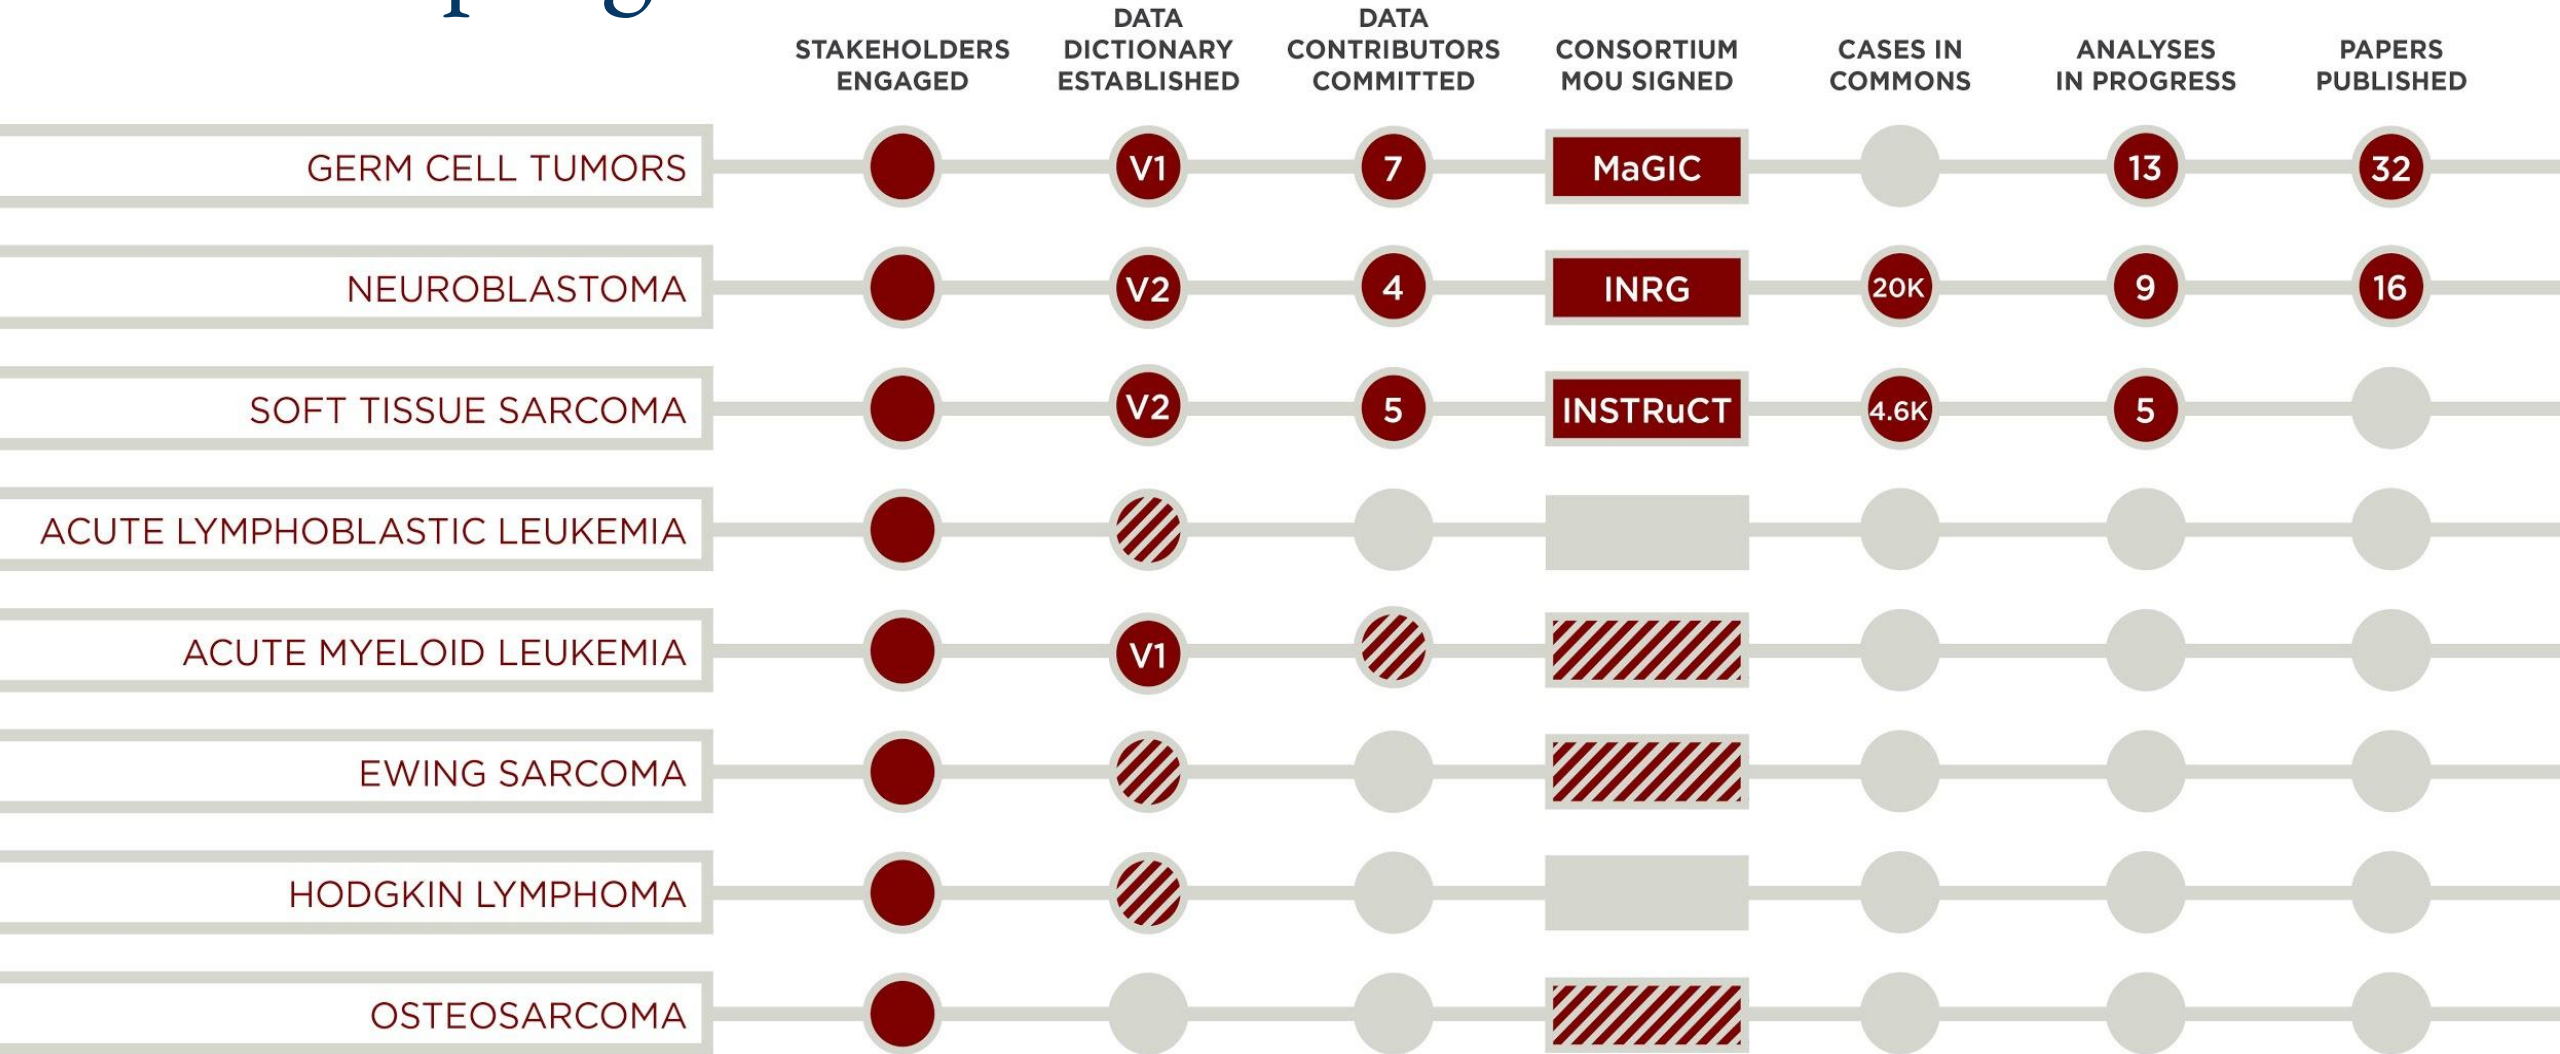 DATA DATA
STAKEHOLDERS DICTIONARY CONTRIBUTORS CONSORTIUM CASES IN ANALYSES PAPERS
ENGAGED ESTABLISHED COMMITTED MOU SIGNED COMMONS IN PROGRESS PUBLISHED
GERM CELL TUMORS V1 7 MaGIC 13 32
NEUROBLASTOMA V2 4 INRG 20K 9 16
SOFT TISSUE SARCOMA V2 5 INSTRuCT 4.6K 5
ACUTE LYMPHOBLASTIC LEUKEMIA
ACUTE MYELOID LEUKEMIA V1
EWING SARCOMA
HODGKIN LYMPHOMA
OSTEOSARCOMA